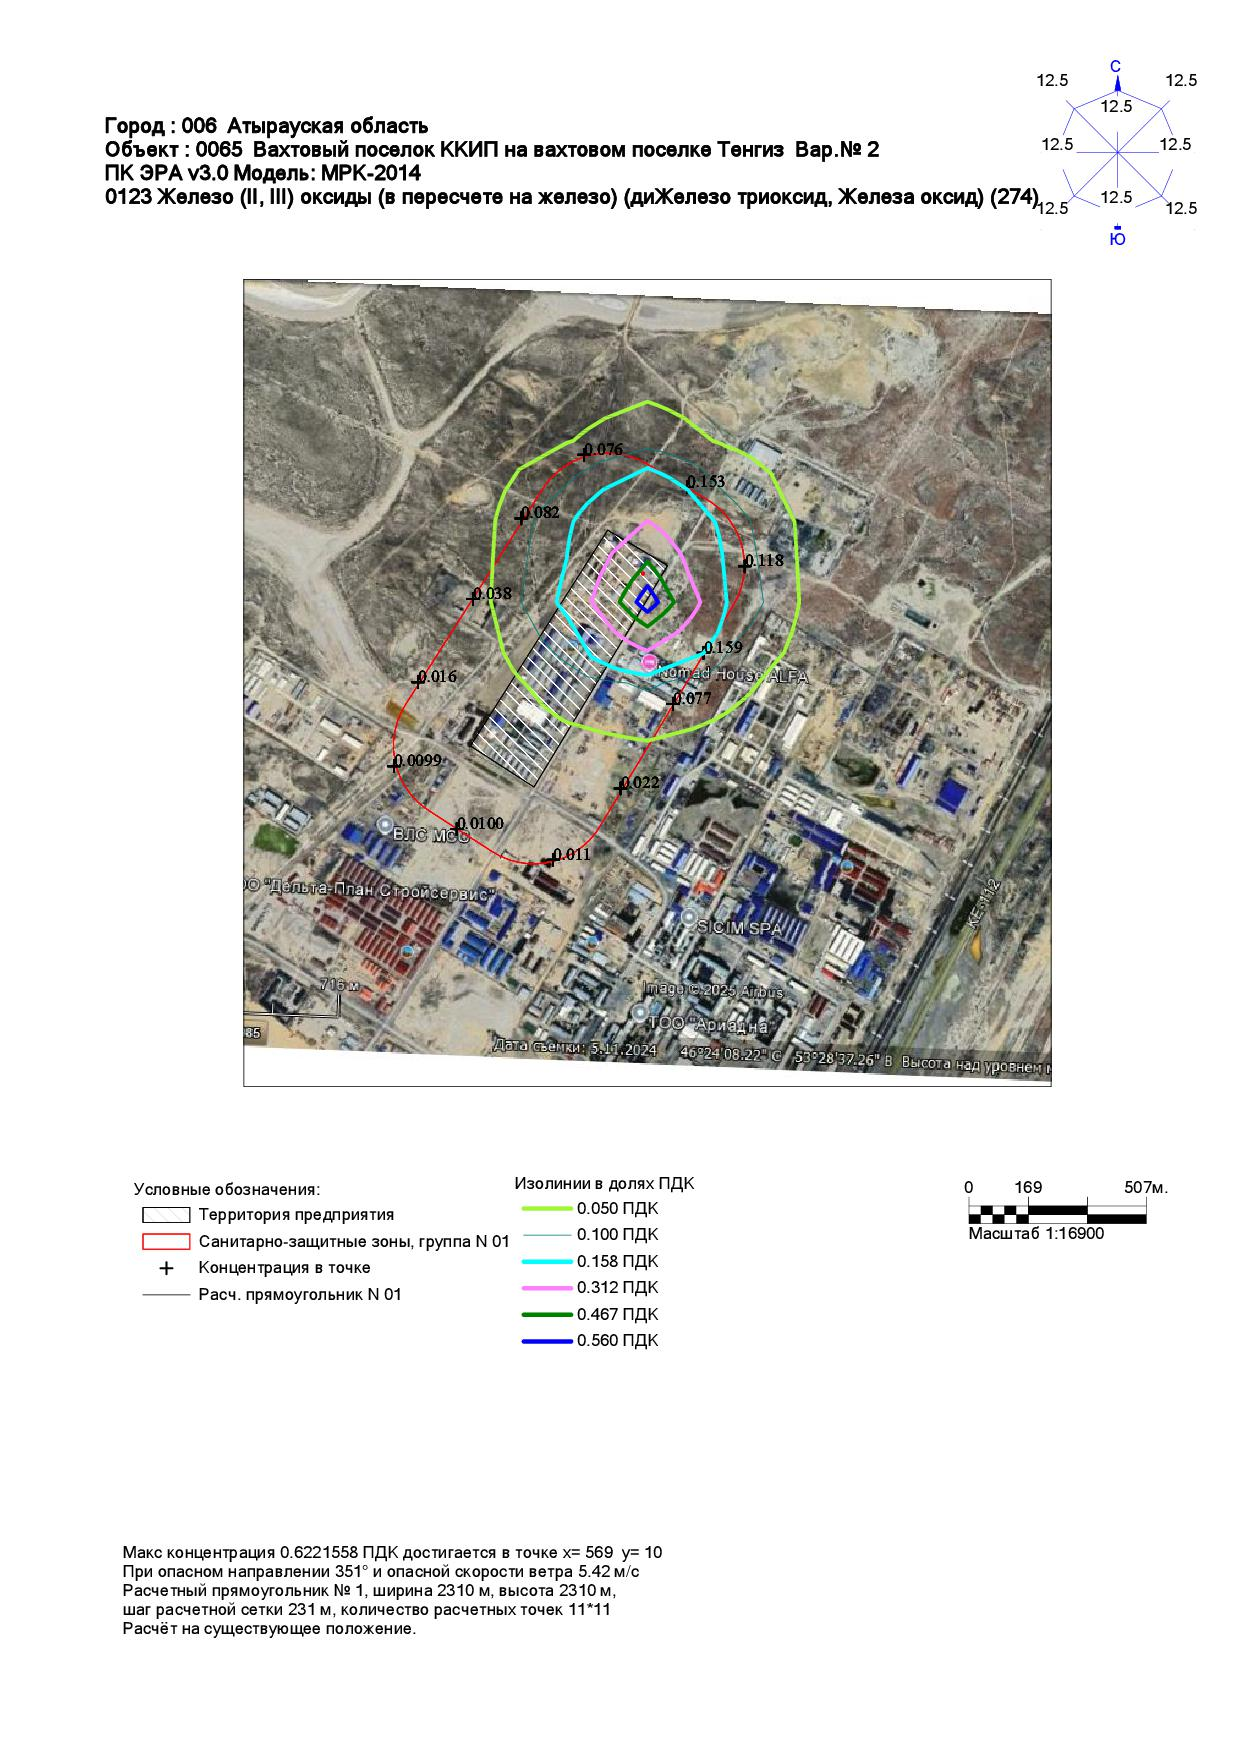 С
12.5 12.5
12.5
12.5 12.5
12.5
12.5 12.5
Ю
Город : 006 Атырауская область
Объект : 0065 Вахтовый поселок ККИП на вахтовом поселке Тенгиз Вар.№ 2
ПК ЭРА v3.0 Модель: МРК-2014
0123 Железо (II, III) оксиды (в пересчете на железо) (диЖелезо триоксид, Железа оксид) (274)
0.076
0.153
0.082
0.118
0.038
0.159
Nomad House ALFA
0.016
0.077
0.0099
0.022
0.0100
ВЛС МСС
0.011
ОО "Дельта-План Стройсервис"
КЕ-112
SICIM SPA
716 м
Image © 2025 Airbus
ТОО "Ариадна"
85
Дата съемки: 5.11.2024 46°24'08.22" С 53°28'37.26" В Высота над уровнем м
Условные обозначения:
Территория предприятия
Санитарно-защитные зоны, группа N 01
Концентрация в точке
Расч. прямоугольник N 01
Изолинии в долях ПДК
0.050 ПДК
0.100 ПДК
0.158 ПДК
0.312 ПДК
0.467 ПДК
0.560 ПДК
0 169 507м.
Масштаб 1:16900
Макс концентрация 0.6221558 ПДК достигается в точке x= 569 y= 10
При опасном направлении 351° и опасной скорости ветра 5.42 м/с
Расчетный прямоугольник № 1, ширина 2310 м, высота 2310 м,
шаг расчетной сетки 231 м, количество расчетных точек 11*11
Расчёт на существующее положение.